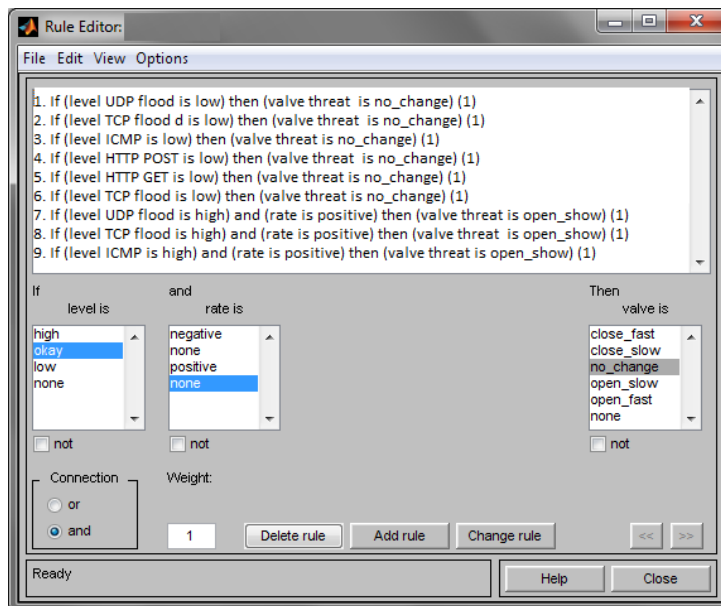 Rule Editor:
File Edit View Options
1. If (level UDP flood is low) then (valve threat is no_change) (1)
2. If (level TCP flood d is low) then (valve threat is no_change) (1)
3. If (level ICMP is low) then (valve threat is no_change) (1)
4. If (level HTTP POST is low) then (valve threat is no_change) (1)
5. If (level HTTP GET is low) then (valve threat is no_change) (1)
6. If (level TCP flood is low) then (valve threat is no_change) (1)
7. If (level UDP flood is high) and (rate is positive) then (valve threat is open_show) (1)
8. If (level TCP flood is high) and (rate is positive) then (valve threat is open_show) (1)
9. If (level ICMP is high) and (rate is positive) then (valve threat is open_show) (1)
If and Then
level is rate is valve is
high
okay
low
none
negative
none
positive
none
close_fast
close_slow
no_change
open_slow
open_fast
none
not not not
Connection
or
and
Weight:
1
Delete rule Add rule Change rule << >>
Ready
Help Close